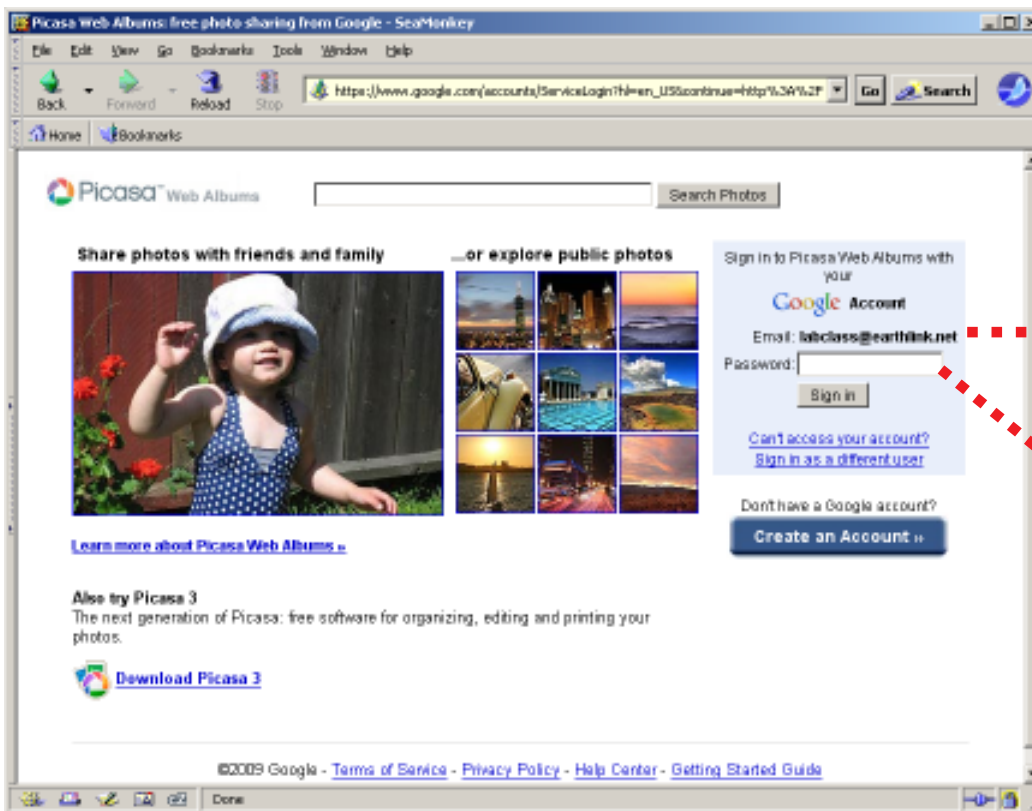 Picasa Web Albums: free photo sharing from Google - SeaMonkey
File Edit View Go Bookmarks Tools Window Help
Back Forward Reload Stop
https://www.google.com/accounts/ServiceLogin?hl=en_US&continue=http%3A%2F
Go Search
Home Bookmarks
Picasa™ Web Albums
Search Photos
Share photos with friends and family
...or explore public photos
Sign in to Picasa Web Albums with
your
Google Account
Email: labclass@earthlink.net
Password:
Sign in
Can't access your account?
Sign in as a different user
Don't have a Google account?
Create an Account »
Learn more about Picasa Web Albums »
Also try Picasa 3
The next generation of Picasa: free software for organizing, editing and printing your
photos.
Download Picasa 3
©2009 Google - Terms of Service - Privacy Policy - Help Center - Getting Started Guide
Done